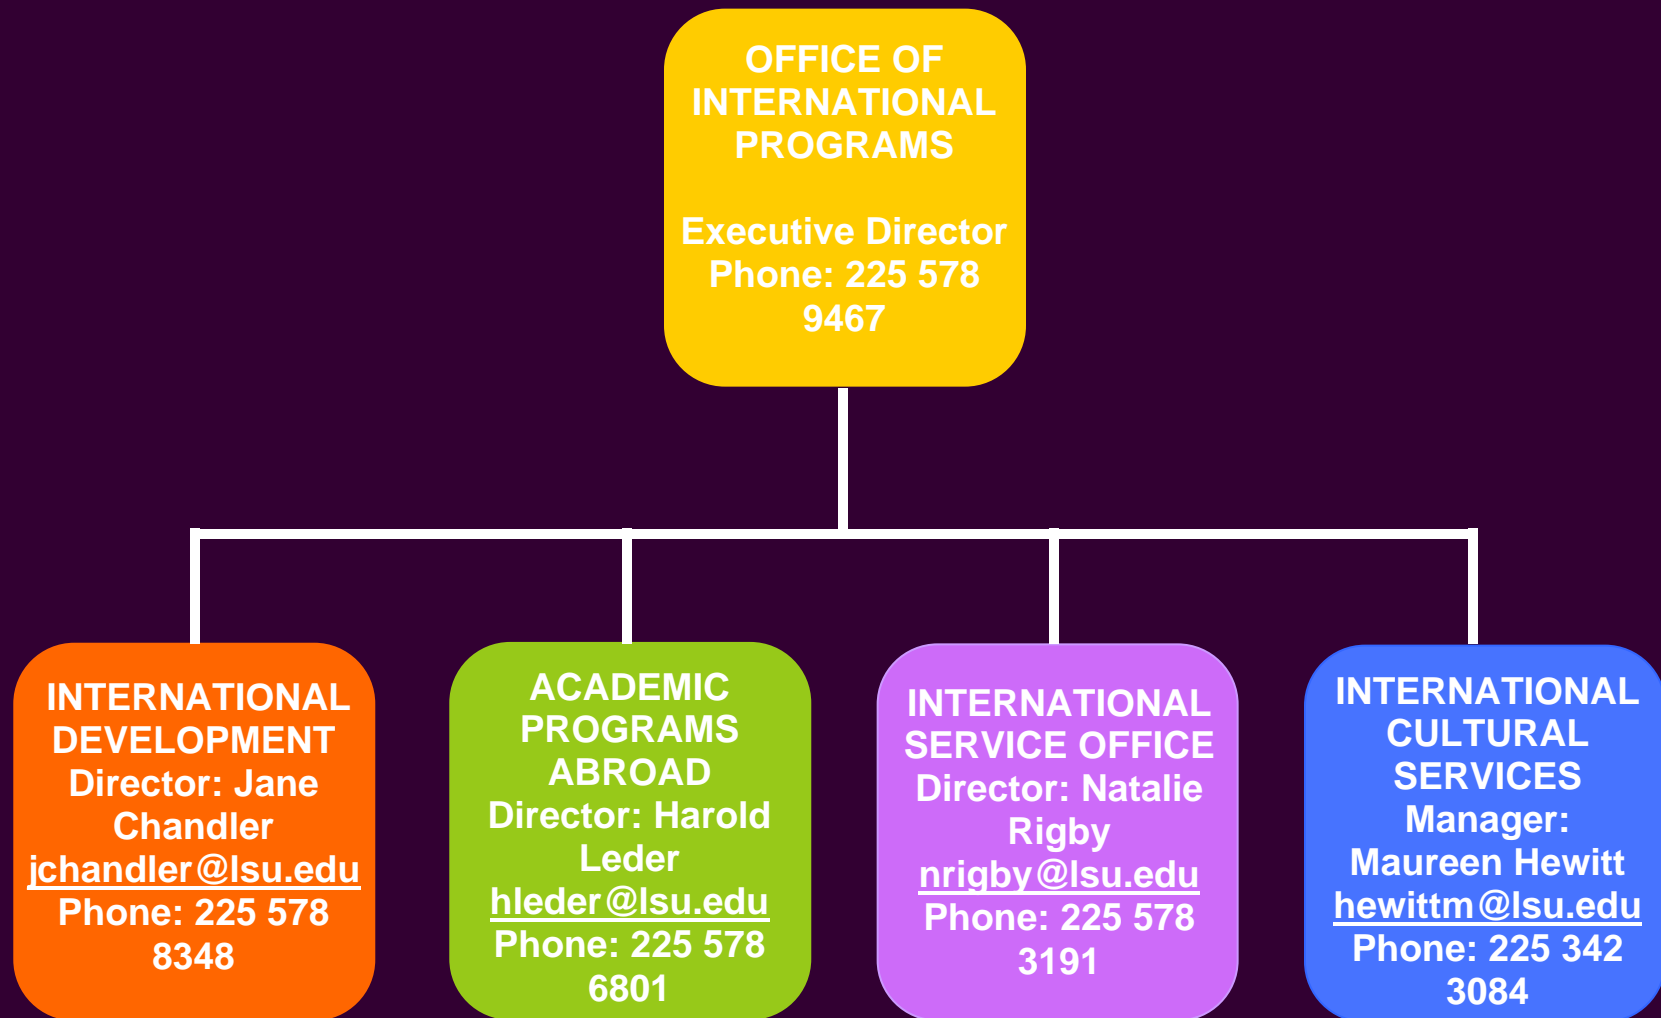 OFFICE OF
INTERNATIONAL
PROGRAMS
Executive Director
Phone: 225 578
9467
INTERNATIONAL
DEVELOPMENT
Director: Jane
Chandler
jchandler@lsu.edu
Phone: 225 578
8348
ACADEMIC
PROGRAMS
ABROAD
Director: Harold
Leder
hleder@lsu.edu
Phone: 225 578
6801
INTERNATIONAL
SERVICE OFFICE
Director: Natalie
Rigby
nrigby@lsu.edu
Phone: 225 578
3191
INTERNATIONAL
CULTURAL
SERVICES
Manager:
Maureen Hewitt
hewittm@lsu.edu
Phone: 225 342
3084